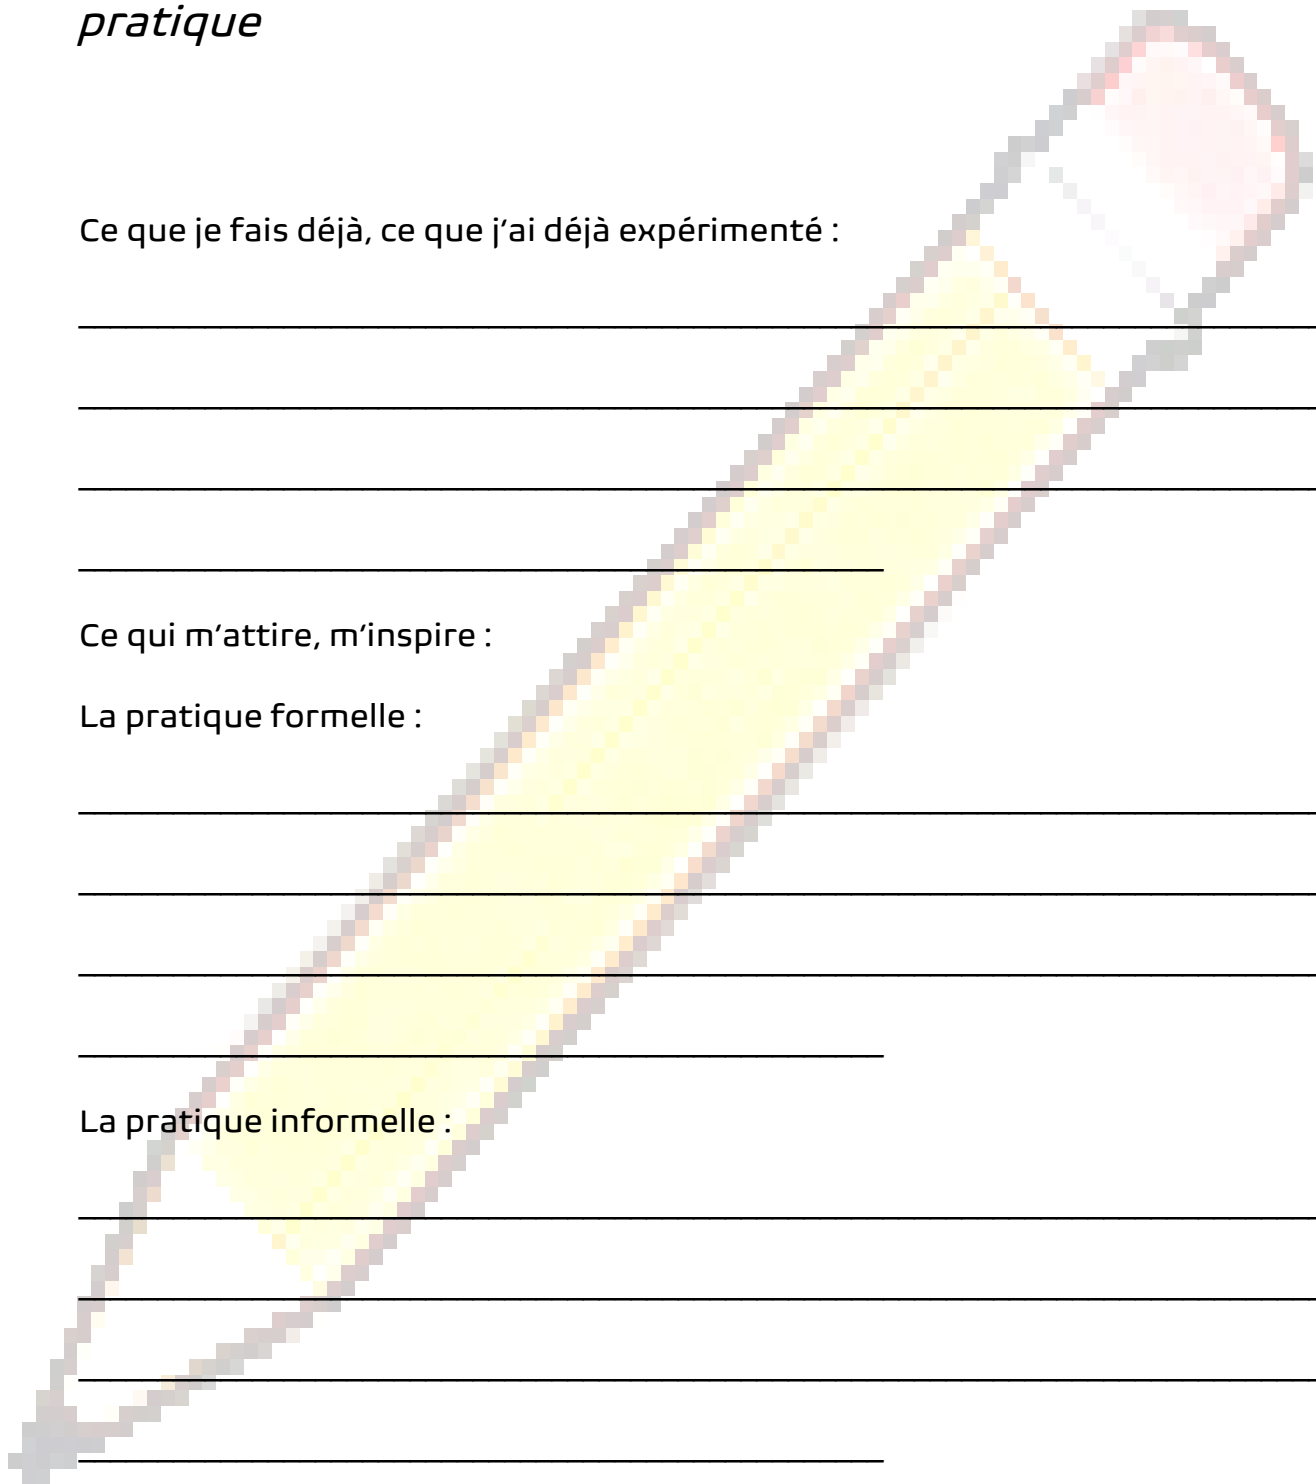 pratique
Ce que je fais déjà, ce que j’ai déjà expérimenté :
Ce qui m’attire, m’inspire :
La pratique formelle :
La pratique informelle :